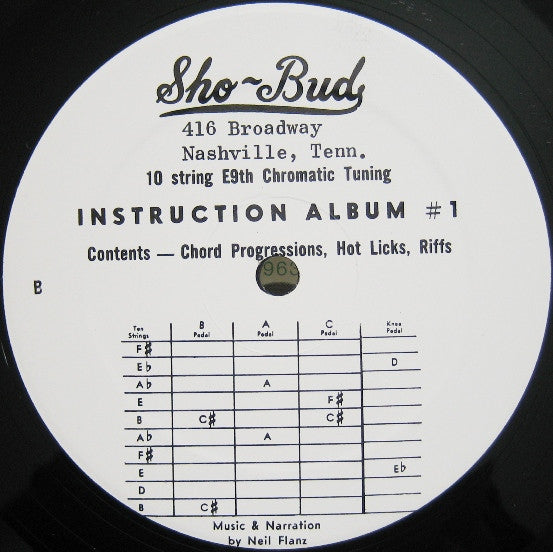 Sho~Bud
416 Broadway
Nashville, Tenn.
10 string E9th Chromatic Tuning
INSTRUCTION ALBUM #1
Contents — Chord Progressions, Hot Licks, Riffs
963
B
Ten Strings B Pedal A Pedal C Pedal Knee Pedal
F♯
E♭ D
A♭ A
E F♯
B C♯ C♯
A♭ A
F♯
E E♭
D
B C♯
Music & Narration
by Neil Flanz